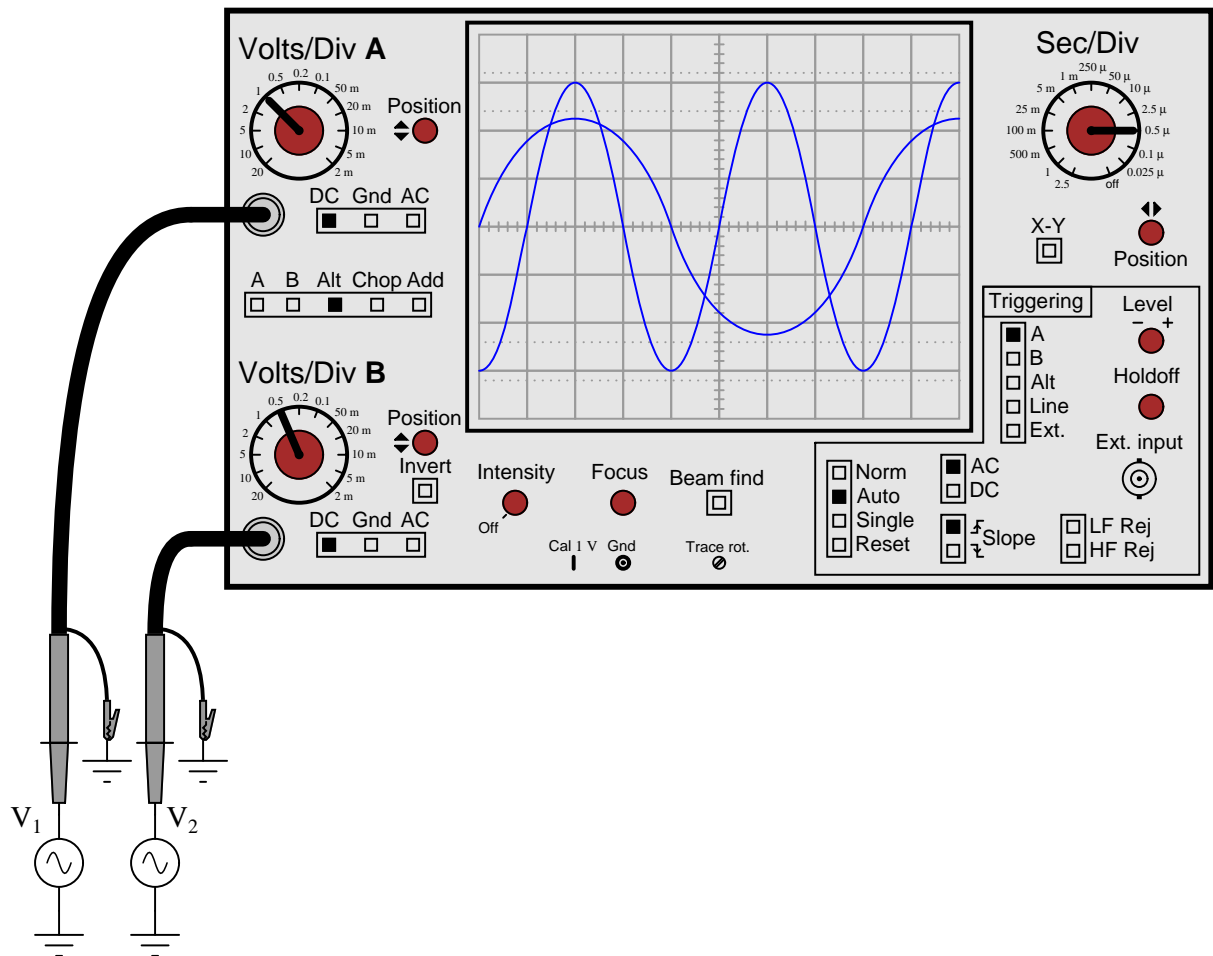 Volts/Div A
20
10
5
2
1
0.5
0.2
0.1
50 m
20 m
10 m
5 m
2 m
Position
DC Gnd AC
A B Alt Chop Add
Volts/Div B
20
10
5
2
1
0.5
0.2
0.1
50 m
20 m
10 m
5 m
2 m
Position
Invert
DC Gnd AC
Intensity
Off
Focus
Beam find
Cal 1 V Gnd
Trace rot.
Sec/Div
2.5
1
500 m
100 m
25 m
5 m
1 m
250 µ
50 µ
10 µ
2.5 µ
0.5 µ
0.1 µ
0.025 µ
off
X-Y
Position
Triggering
A
B
Alt
Line
Ext.
Level
− +
Holdoff
Ext. input
Norm
Auto
Single
Reset
AC
DC
Slope
LF Rej
HF Rej
V1
V2